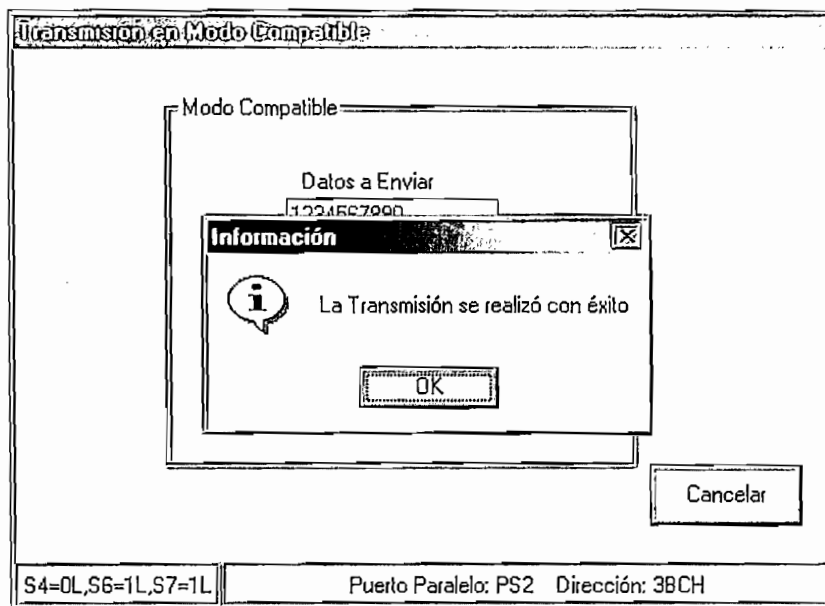 Transmisión en Modo Compatible
Modo Compatible
Datos a Enviar
1234567890
Información
La Transmisión se realizó con éxito
OK
Cancelar
S4=0L,S6=1L,S7=1L
Puerto Paralelo: PS2 Dirección: 3BCH